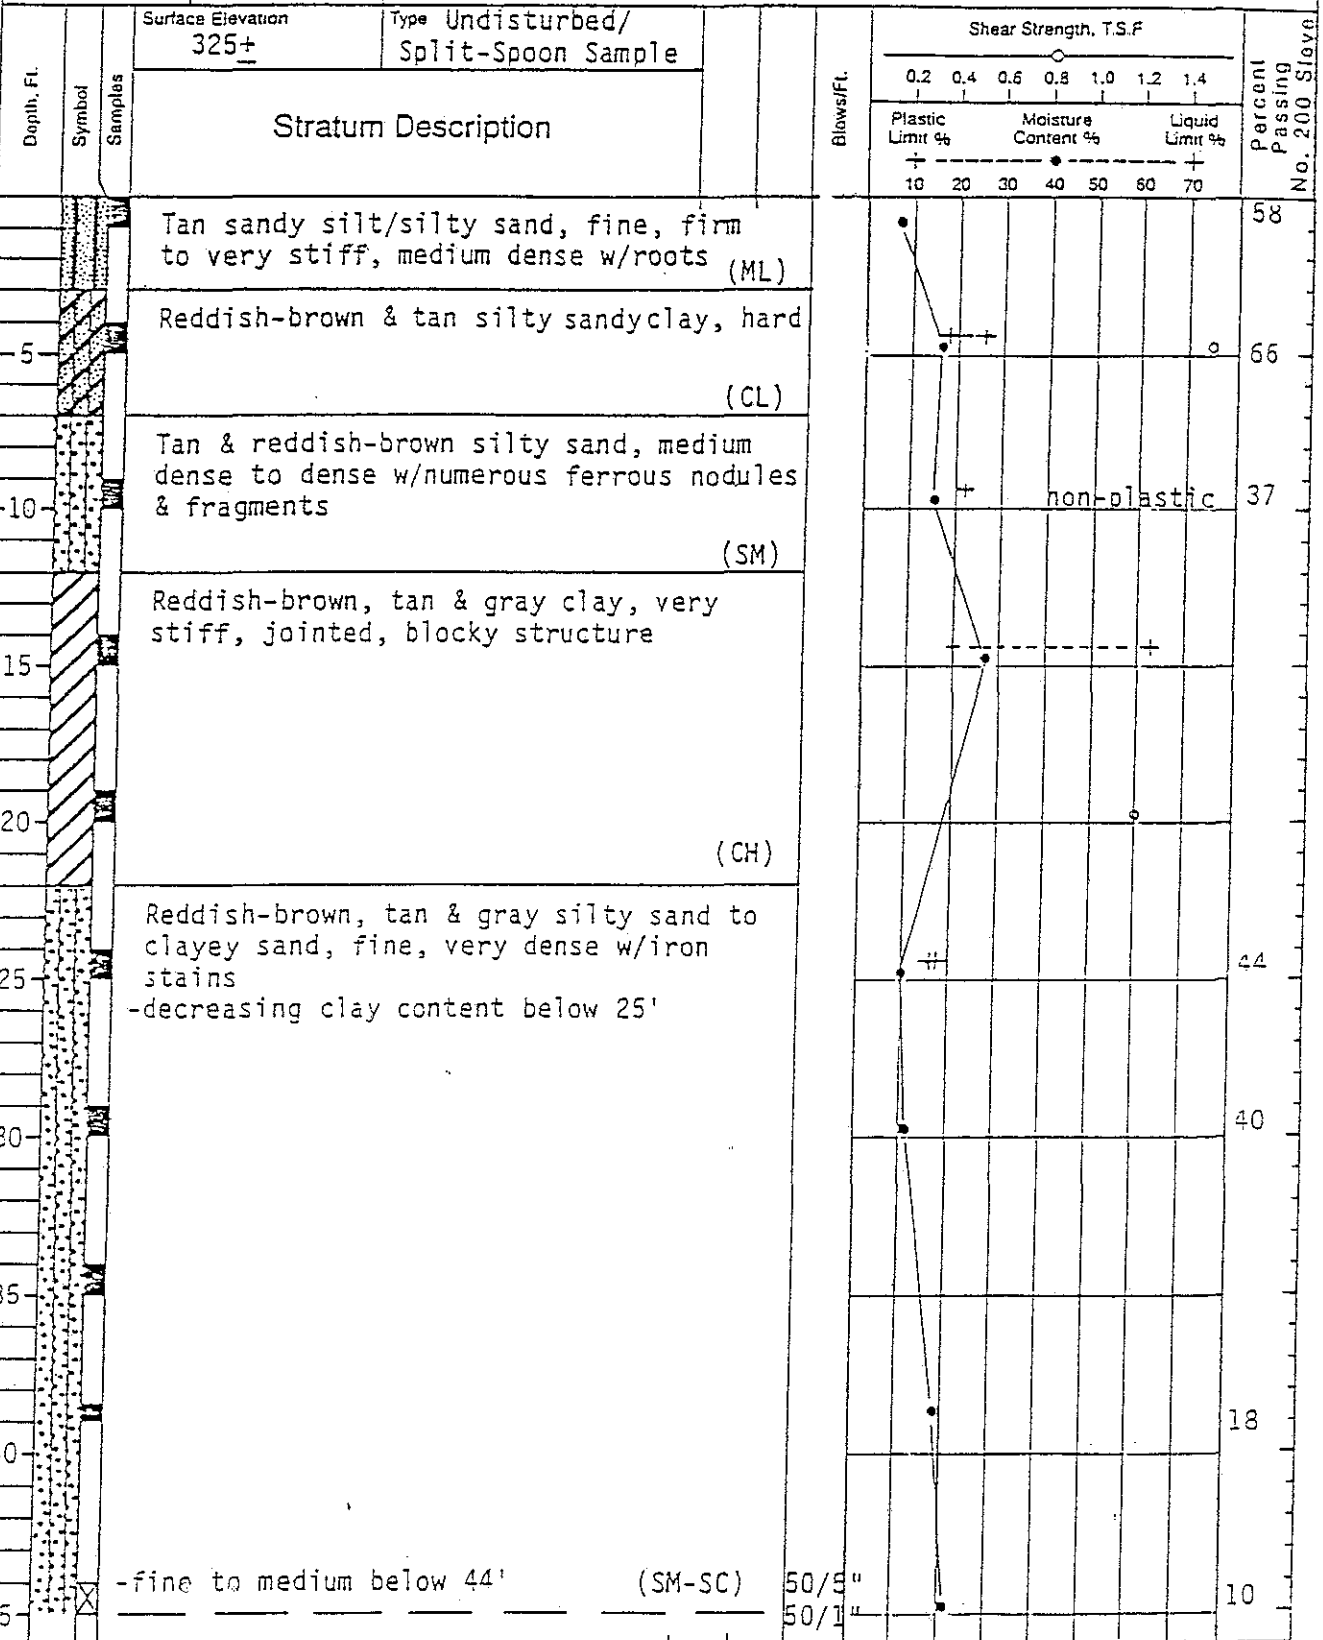 Surface Elevation
325±
Type Undisturbed/
Split-Spoon Sample
Depth, Ft.
Symbol
Samples
Stratum Description
Blows/Ft.
Shear Strength, T.S.F
0.2 0.4 0.6 0.8 1.0 1.2 1.4
Plastic Limit %
Moisture Content %
Liquid Limit %
10 20 30 40 50 60 70
Percent Passing
No. 200 Sieve
Tan sandy silt/silty sand, fine, firm
to very stiff, medium dense w/roots
(ML)
58
Reddish-brown & tan silty sandy clay, hard
5
66
(CL)
Tan & reddish-brown silty sand, medium
dense to dense w/numerous ferrous nodules
& fragments
10
non-plastic
37
(SM)
Reddish-brown, tan & gray clay, very
stiff, jointed, blocky structure
15
20
(CH)
Reddish-brown, tan & gray silty sand to
clayey sand, fine, very dense w/iron
stains
25
44
-decreasing clay content below 25'
30
40
35
18
0
-fine to medium below 44'
(SM-SC)
50/5"
10
5
50/1"